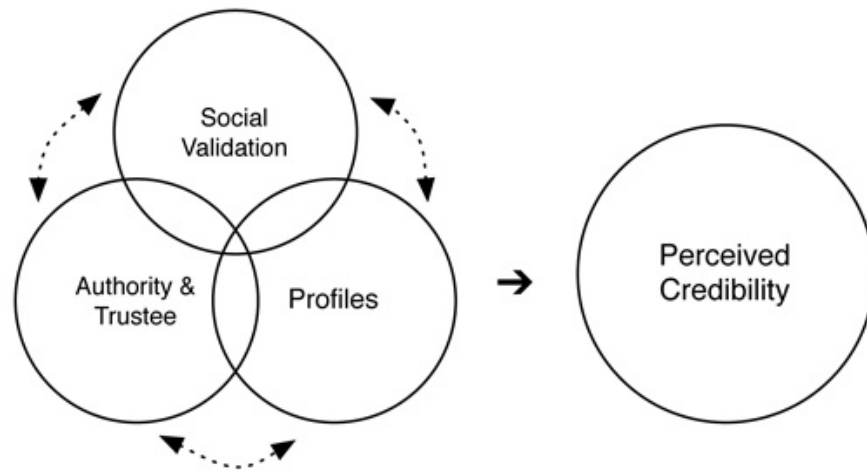 Social
Validation
Authority &
Trustee
Profiles
Perceived
Credibility